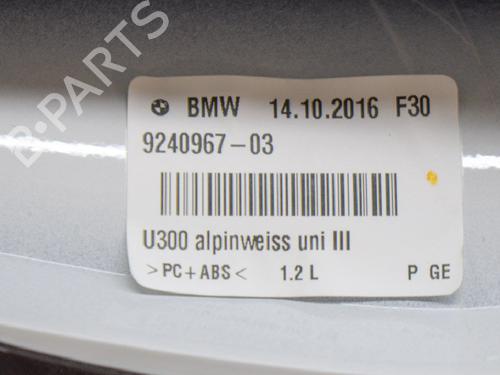 BMW 14.10.2016 F30
9240967-03
U300 alpinweiss uni III
>PC+ABS< 1.2 L P GE
B-PARTS